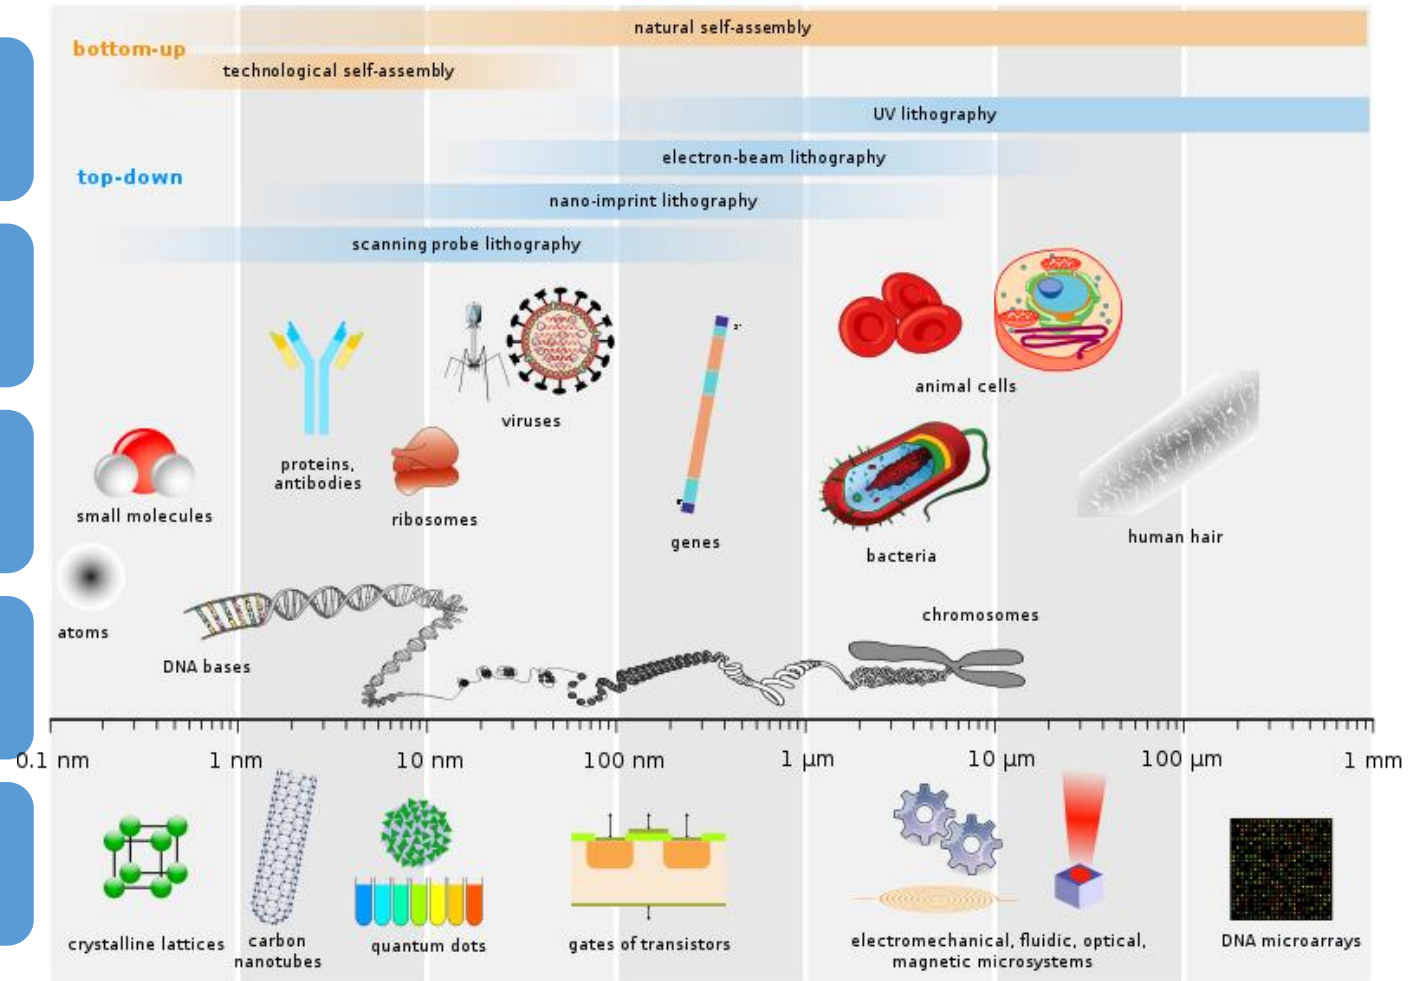 natural self-assembly
bottom-up
technological self-assembly
UV lithography
electron-beam lithography
top-down
nano-imprint lithography
scanning probe lithography
animal cells
viruses
proteins,
antibodies
small molecules
ribosomes
genes
bacteria
human hair
atoms
chromosomes
DNA bases
0.1 nm
1 nm
10 nm
100 nm
1 µm
10 µm
100 µm
1 mm
crystalline lattices
carbon
nanotubes
quantum dots
gates of transistors
electromechanical, fluidic, optical,
magnetic microsystems
DNA microarrays